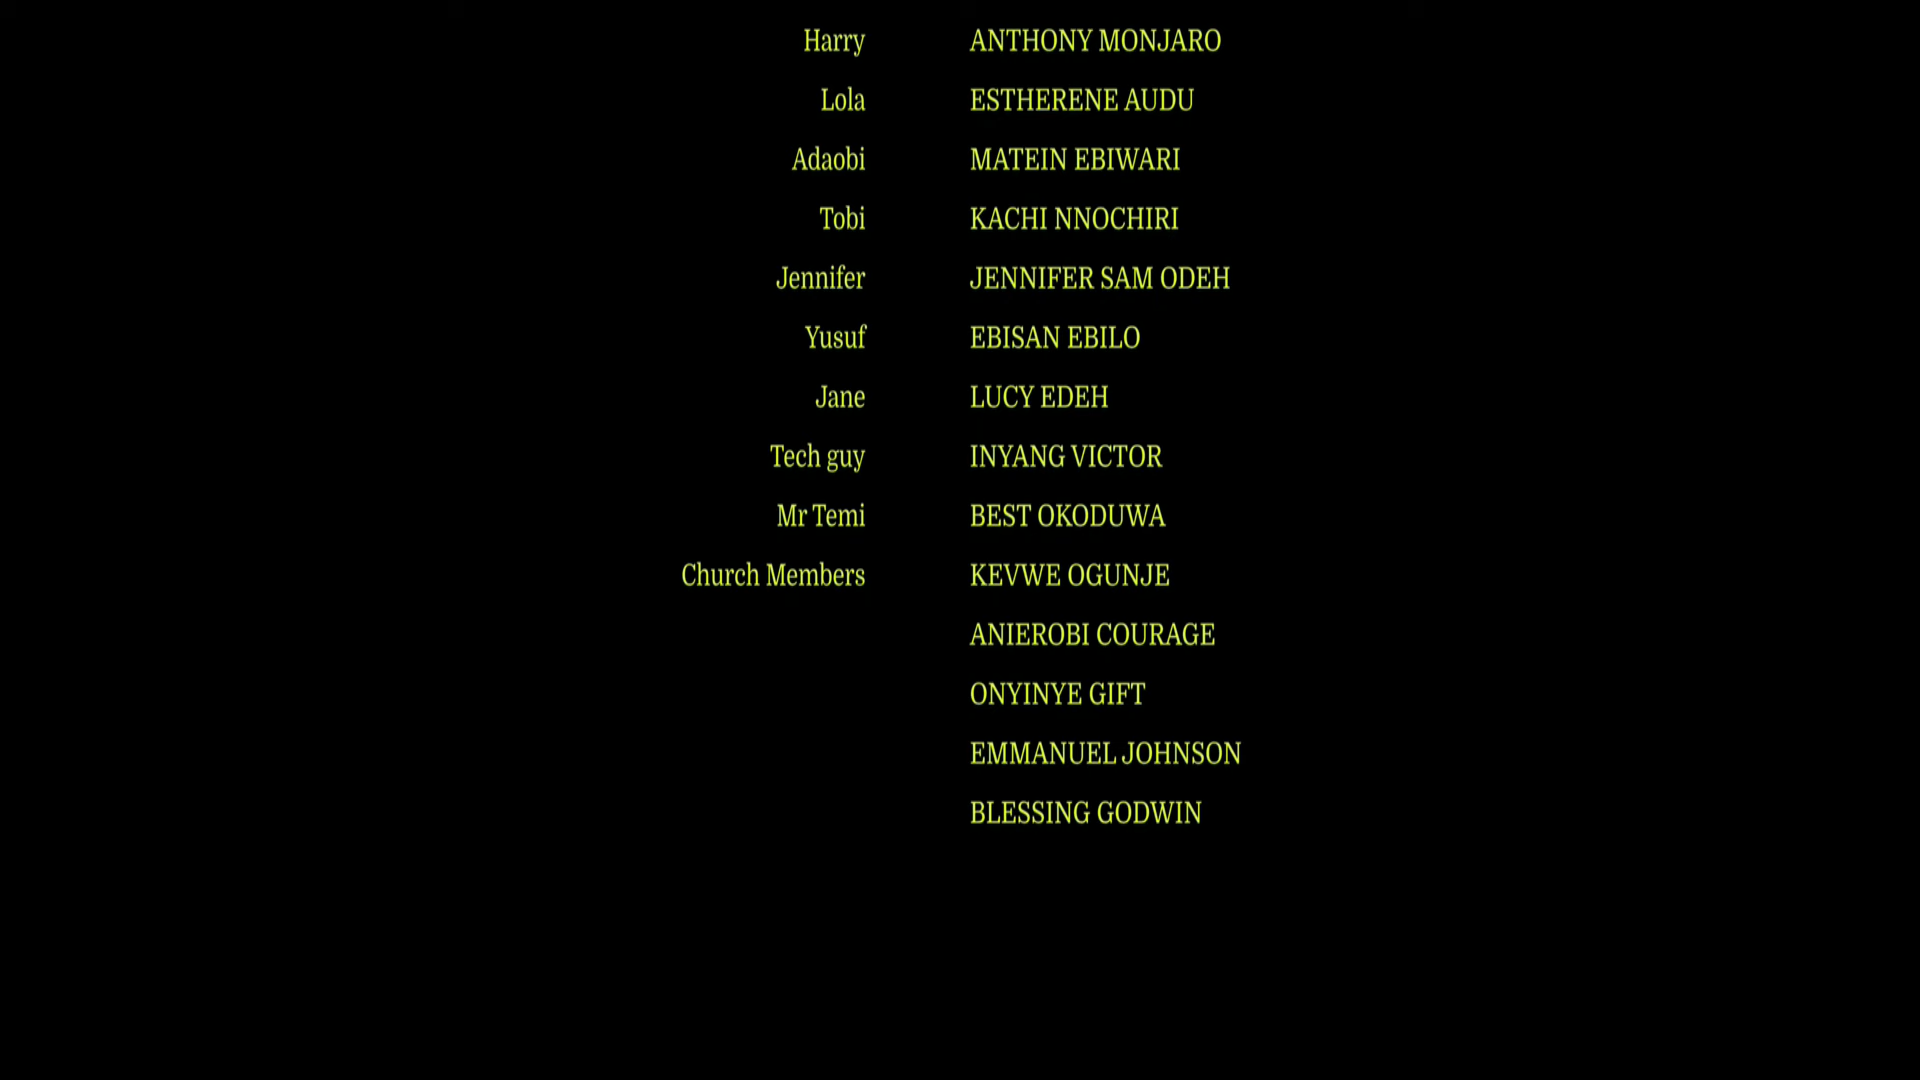 Harry ANTHONY MONJARO
Lola ESTHERENE AUDU
Adaobi MATEIN EBIWARI
Tobi KACHI NNOCHIRI
Jennifer JENNIFER SAM ODEH
Yusuf EBISAN EBILO
Jane LUCY EDEH
Tech guy INYANG VICTOR
Mr Temi BEST OKODUWA
Church Members KEVWE OGUNJE
ANIEROBI COURAGE
ONYINYE GIFT
EMMANUEL JOHNSON
BLESSING GODWIN